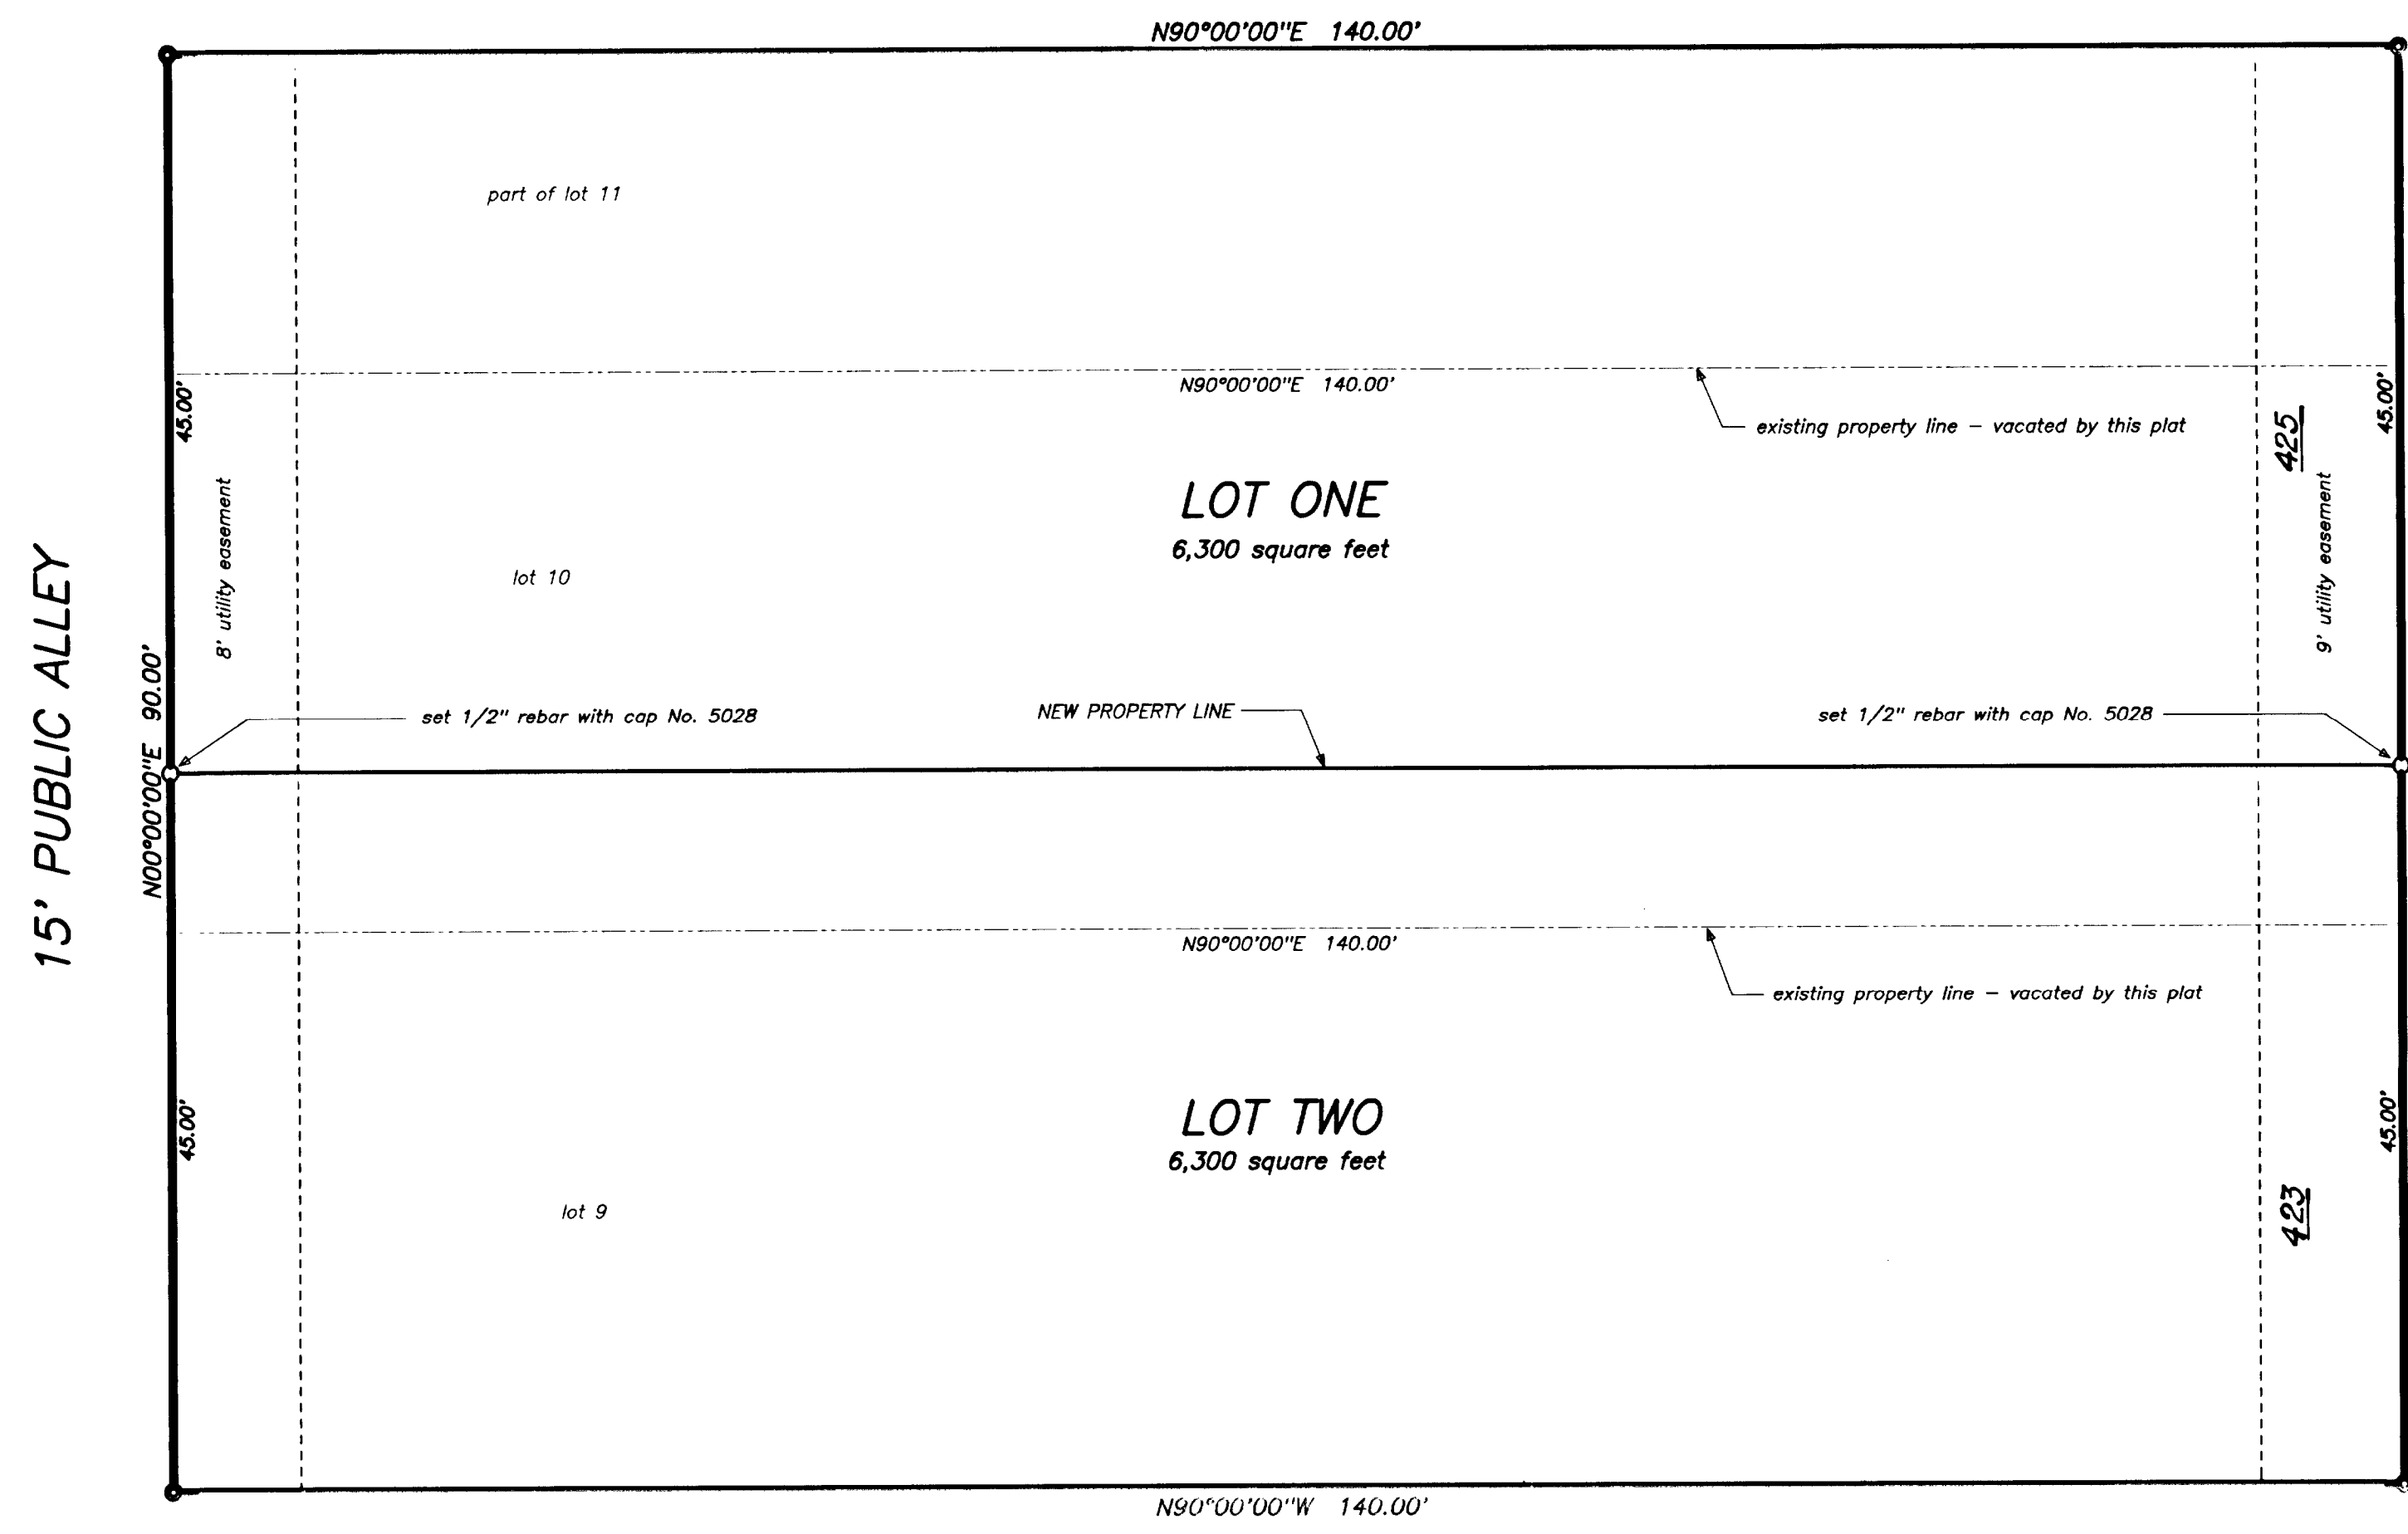 N90°00'00"E 140.00'
part of lot 11
N90°00'00"E 140.00'
45.00'
45.00'
existing property line – vacated by this plat
425
LOT ONE
6,300 square feet
8' utility easement
9' utility easement
lot 10
15' PUBLIC ALLEY
N00°00'00"E 90.00'
set 1/2" rebar with cap No. 5028
NEW PROPERTY LINE
set 1/2" rebar with cap No. 5028
N90°00'00"E 140.00'
existing property line – vacated by this plat
45.00'
LOT TWO
45.00'
6,300 square feet
lot 9
423
N90°00'00"W 140.00'